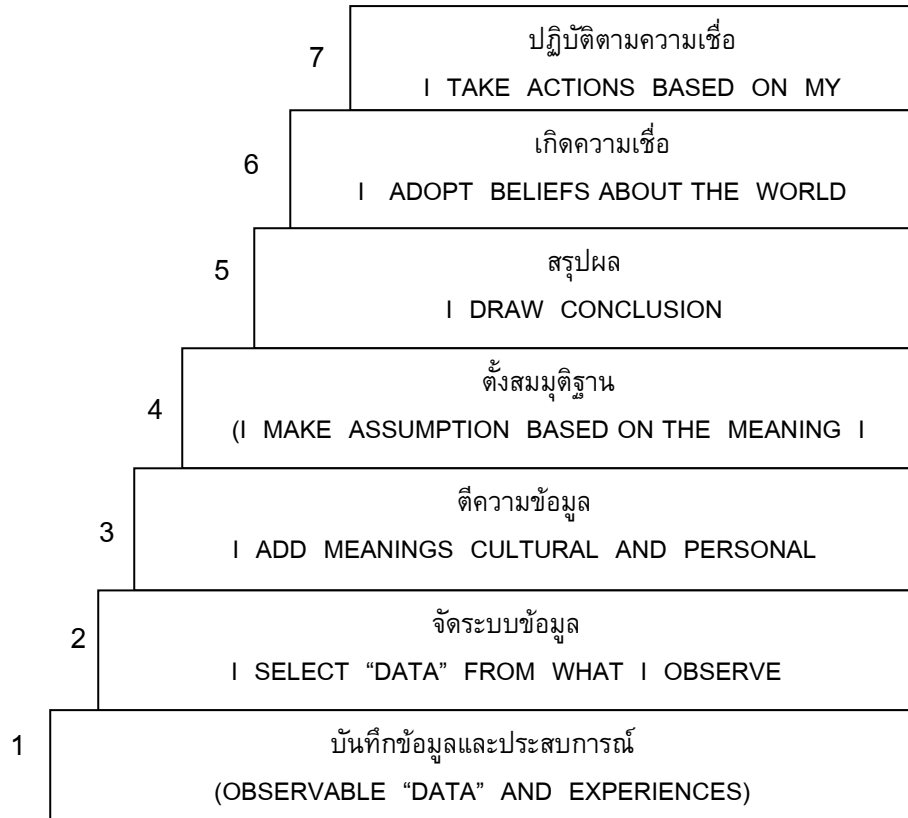 7
ปฏิบัติตามความเชื่อ
I TAKE ACTIONS BASED ON MY
6
เกิดความเชื่อ
I ADOPT BELIEFS ABOUT THE WORLD
5
สรุปผล
I DRAW CONCLUSION
4
ตั้งสมมุติฐาน
(I MAKE ASSUMPTION BASED ON THE MEANING I
3
ตีความข้อมูล
I ADD MEANINGS CULTURAL AND PERSONAL
2
จัดระบบข้อมูล
I SELECT “DATA” FROM WHAT I OBSERVE
1
บันทึกข้อมูลและประสบการณ์
(OBSERVABLE “DATA” AND EXPERIENCES)